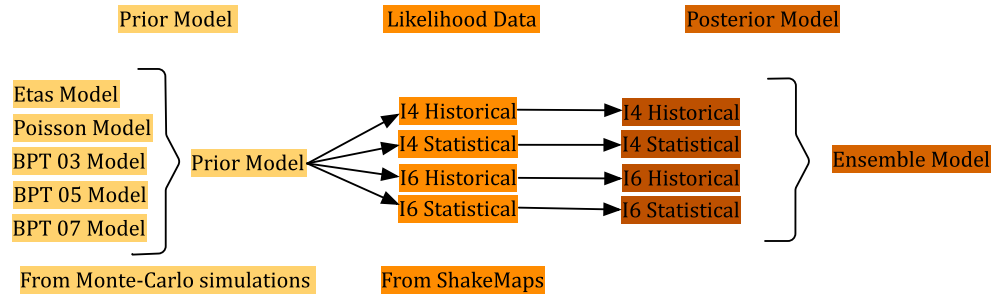 Prior Model
Likelihood Data
Posterior Model
Etas Model
Poisson Model
BPT 03 Model
BPT 05 Model
BPT 07 Model
Prior Model
I4 Historical
I4 Statistical
I6 Historical
I6 Statistical
I4 Historical
I4 Statistical
I6 Historical
I6 Statistical
Ensemble Model
From Monte-Carlo simulations
From ShakeMaps